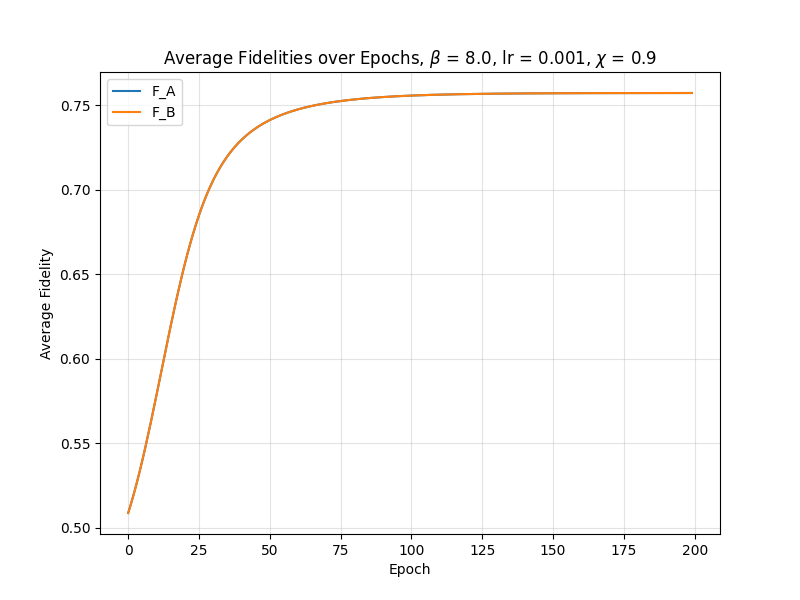 Average Fidelities over Epochs, β = 8.0, lr = 0.001, χ = 0.9
F_A
F_B
Average Fidelity
0.75
0.70
0.65
0.60
0.55
0.50
0 25 50 75 100 125 150 175 200
Epoch